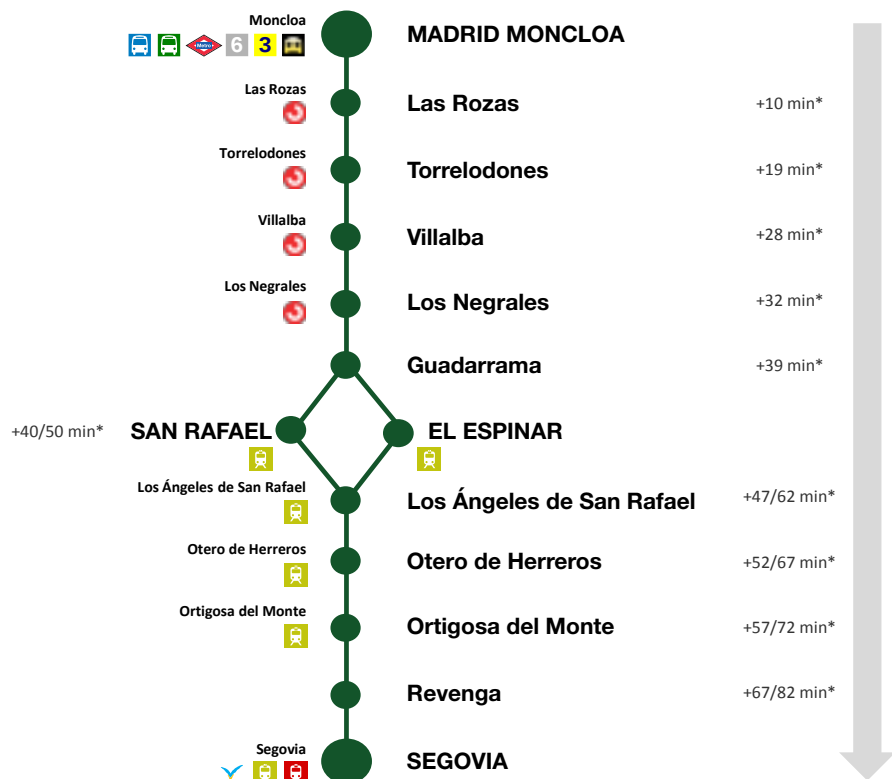 Moncloa
6 3
MADRID MONCLOA
Las Rozas
Las Rozas
+10 min*
Torrelodones
Torrelodones
+19 min*
Villalba
Villalba
+28 min*
Los Negrales
Los Negrales
+32 min*
Guadarrama
+39 min*
+40/50 min*
SAN RAFAEL
EL ESPINAR
Los Ángeles de San Rafael
Los Ángeles de San Rafael
+47/62 min*
Otero de Herreros
Otero de Herreros
+52/67 min*
Ortigosa del Monte
Ortigosa del Monte
+57/72 min*
Revenga
+67/82 min*
Segovia
SEGOVIA